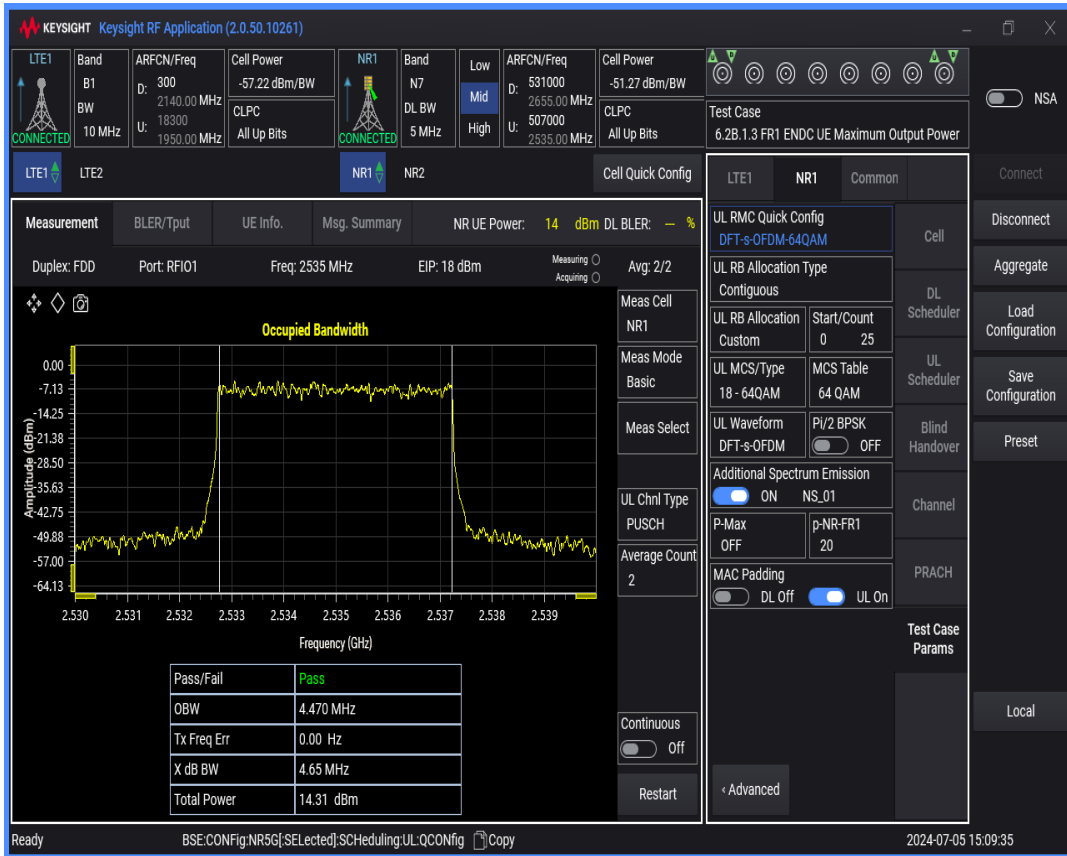 KEYSIGHT Keysight RF Application (2.0.50.10261)
LTE1
CONNECTED
Band
B1
BW
10 MHz
ARFCN/Freq
D: 300
2140.00 MHz
U: 18300
1950.00 MHz
Cell Power
-57.22 dBm/BW
CLPC
All Up Bits
NR1
CONNECTED
Band
N7
DL BW
5 MHz
Low
Mid
High
ARFCN/Freq
D: 531000
2655.00 MHz
U: 507000
2535.00 MHz
Cell Power
-51.27 dBm/BW
CLPC
All Up Bits
Test Case
6.2B.1.3 FR1 ENDC UE Maximum Output Power
NSA
LTE1 LTE2
NR1 NR2
Cell Quick Config
Measurement BLER/Tput UE Info. Msg. Summary NR UE Power: 14 dBm DL BLER: — %
Duplex: FDD Port: RFIO1 Freq: 2535 MHz EIP: 18 dBm Measuring Acquiring Avg: 2/2
Occupied Bandwidth
Amplitude (dBm)
0.00
-7.13
-14.25
-21.38
-28.50
-35.63
-42.75
-49.88
-57.00
-64.13
2.530 2.531 2.532 2.533 2.534 2.535 2.536 2.537 2.538 2.539
Frequency (GHz)
Pass/Fail Pass
OBW 4.470 MHz
Tx Freq Err 0.00 Hz
X dB BW 4.65 MHz
Total Power 14.31 dBm
Meas Cell
NR1
Meas Mode
Basic
Meas Select
UL Chnl Type
PUSCH
Average Count
2
Continuous
Off
Restart
LTE1 NR1 Common
UL RMC Quick Config
DFT-s-OFDM-64QAM
UL RB Allocation Type
Contiguous
UL RB Allocation
Custom
Start/Count
0 25
UL MCS/Type
18 - 64QAM
MCS Table
64 QAM
UL Waveform
DFT-s-OFDM
Pi/2 BPSK
OFF
Additional Spectrum Emission
ON NS_01
P-Max
OFF
p-NR-FR1
20
MAC Padding
DL Off UL On
‹ Advanced
Cell
DL
Scheduler
UL
Scheduler
Blind
Handover
Channel
PRACH
Test Case
Params
Connect
Disconnect
Aggregate
Load
Configuration
Save
Configuration
Preset
Local
Ready BSE:CONFig:NR5G[:SELected]:SCHeduling:UL:QCONfig Copy 2024-07-05 15:09:35